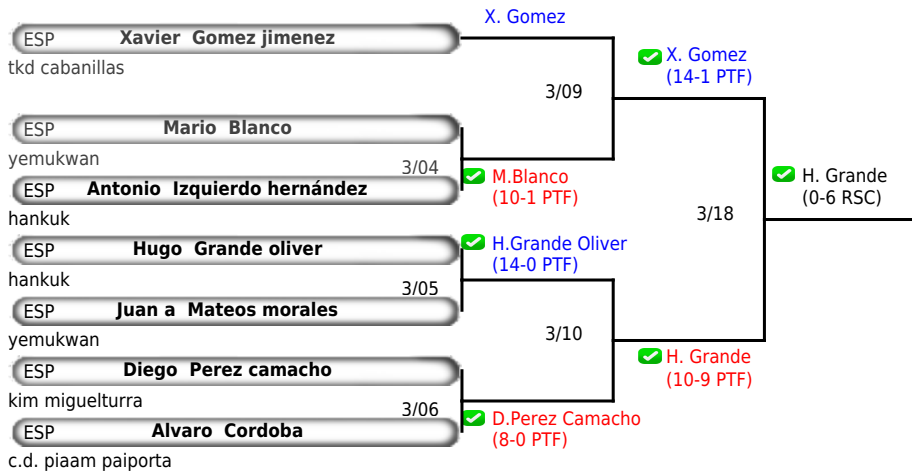 X. Gomez
ESP Xavier Gomez jimenez
tkd cabanillas
X. Gomez
(14-1 PTF)
3/09
ESP Mario Blanco
yemukwan
3/04
ESP Antonio Izquierdo hernández
hankuk
M.Blanco
(10-1 PTF)
H. Grande
(0-6 RSC)
3/18
ESP Hugo Grande oliver
hankuk
H.Grande Oliver
(14-0 PTF)
3/05
ESP Juan a Mateos morales
yemukwan
3/10
H. Grande
(10-9 PTF)
ESP Diego Perez camacho
kim miguelturra
3/06
ESP Alvaro Cordoba
c.d. piaam paiporta
D.Perez Camacho
(8-0 PTF)